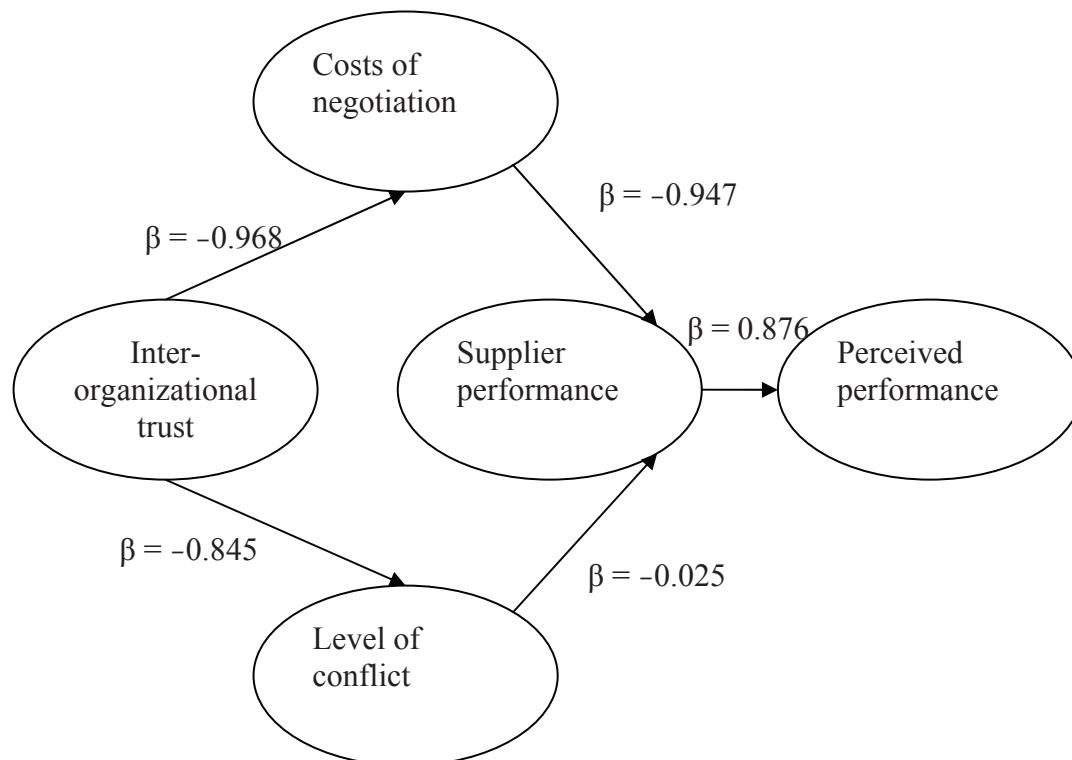 Costs of
negotiation
β = −0.947
β = −0.968
β = 0.876
Inter-
organizational
trust
Supplier
performance
Perceived
performance
β = −0.845
β = −0.025
Level of
conflict